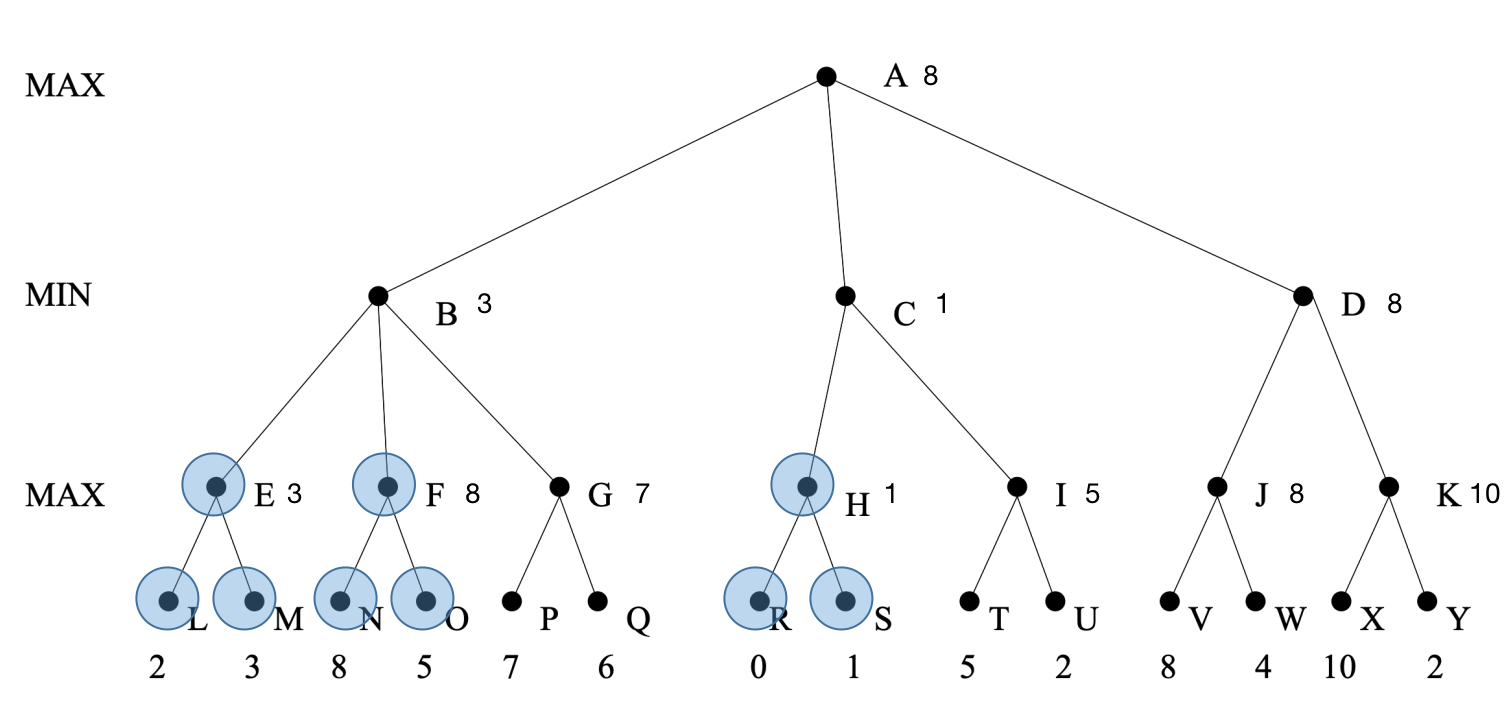 MAX A 8
MIN B 3 C 1 D 8
MAX E 3 F 8 G 7 H 1 I 5 J 8 K 10
L M N O P Q R S T U V W X Y
2 3 8 5 7 6 0 1 5 2 8 4 10 2